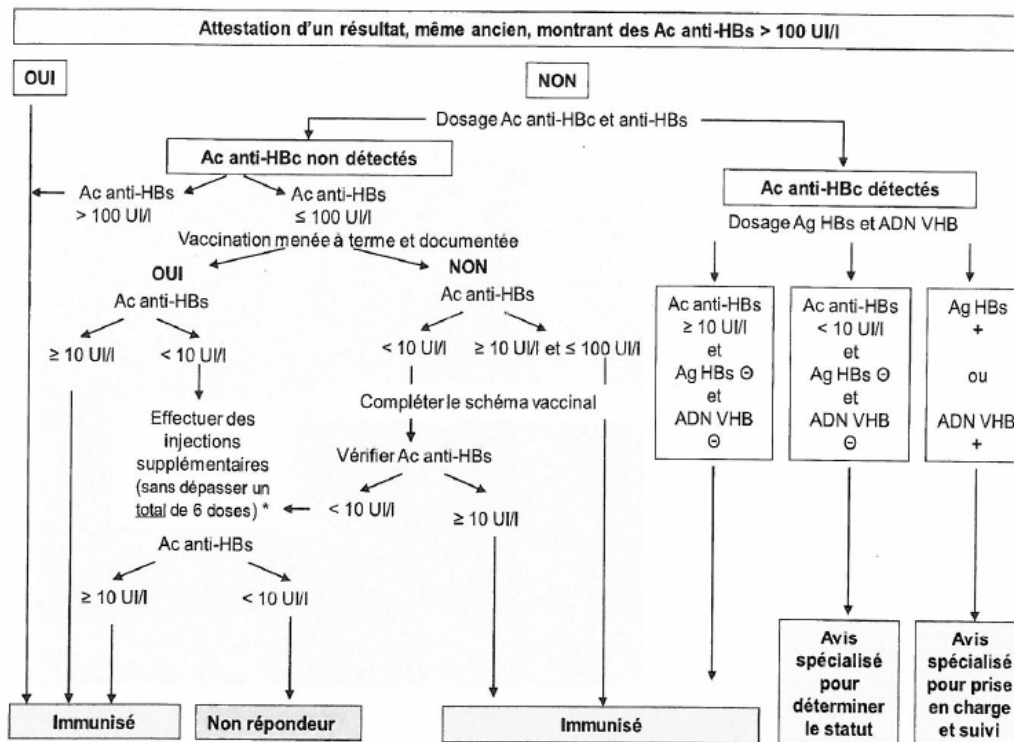 Attestation d'un résultat, même ancien, montrant des Ac anti-HBs > 100 UI/l
OUI
NON
Dosage Ac anti-HBc et anti-HBs
Ac anti-HBc non détectés
Ac anti-HBs
> 100 UI/l
Ac anti-HBs
≤ 100 UI/l
Vaccination menée à terme et documentée
OUI
Ac anti-HBs
≥ 10 UI/l
< 10 UI/l
Effectuer des
injections
supplémentaires
(sans dépasser un
total de 6 doses) *
Ac anti-HBs
≥ 10 UI/l
< 10 UI/l
NON
Ac anti-HBs
< 10 UI/l
≥ 10 UI/l et ≤ 100 UI/l
Compléter le schéma vaccinal
Vérifier Ac anti-HBs
< 10 UI/l
≥ 10 UI/l
Ac anti-HBc détectés
Dosage Ag HBs et ADN VHB
Ac anti-HBs
≥ 10 UI/l
et
Ag HBs Θ
et
ADN VHB
Θ
Ac anti-HBs
< 10 UI/l
et
Ag HBs Θ
et
ADN VHB
Θ
Ag HBs
+
ou
ADN VHB
+
Immunisé
Non répondeur
Immunisé
Avis
spécialisé
pour
déterminer
le statut
Avis
spécialisé
pour prise
en charge
et suivi